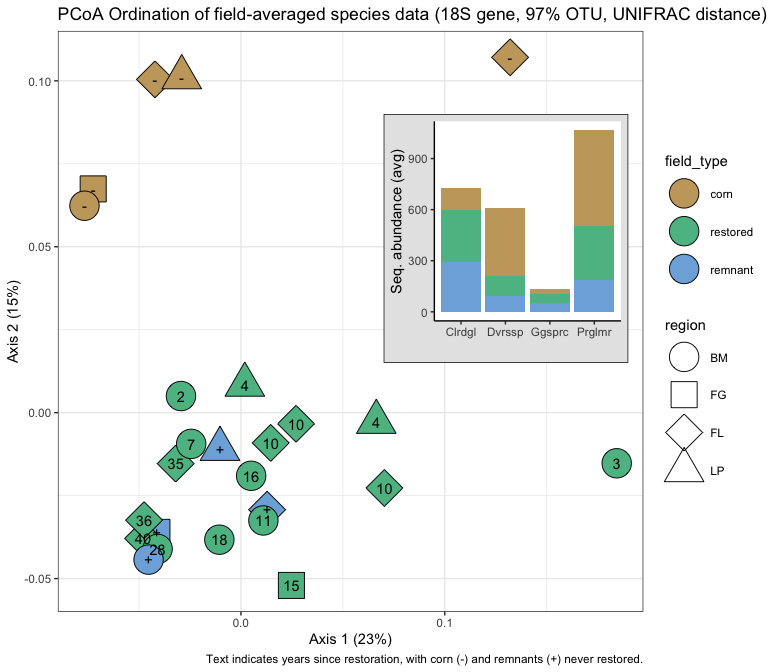 PCoA Ordination of field-averaged species data (18S gene, 97% OTU, UNIFRAC distance)
Axis 2 (15%)
0.10
0.05
0.00
-0.05
0.0
0.1
Axis 1 (23%)
Text indicates years since restoration, with corn (-) and remnants (+) never restored.
-
-
-
-
-
2
4
7
35
+
10
10
4
16
10
3
+
11
36
+
40
28
+
18
15
Seq. abundance (avg)
900
600
300
0
Clrdgl
Dvrssp
Ggsprc
Prglmr
field_type
corn
restored
remnant
region
BM
FG
FL
LP